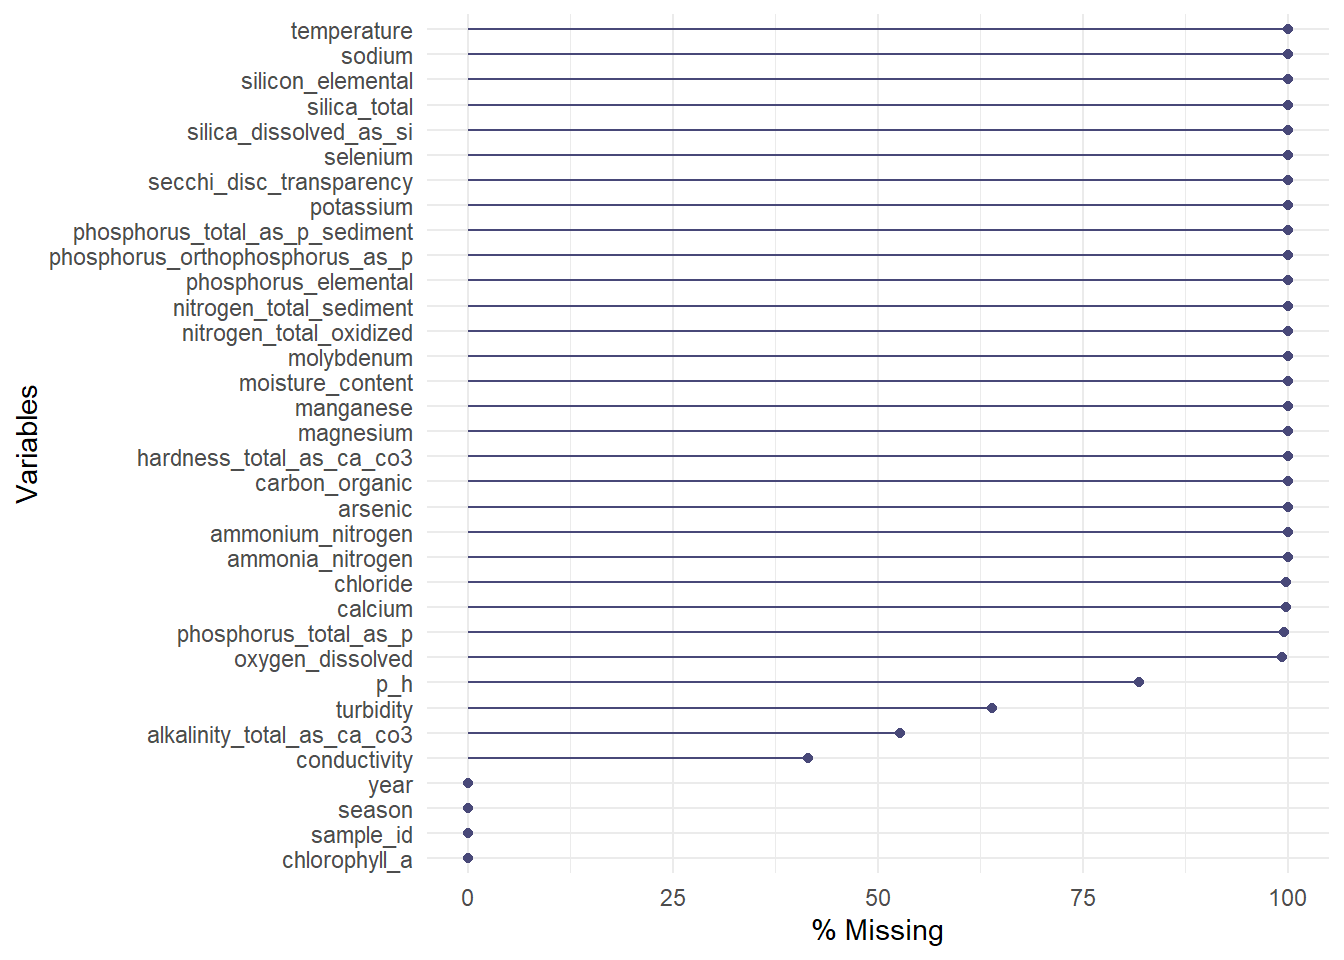 temperature
sodium
silicon_elemental
silica_total
silica_dissolved_as_si
selenium
secchi_disc_transparency
potassium
phosphorus_total_as_p_sediment
phosphorus_orthophosphorus_as_p
phosphorus_elemental
nitrogen_total_sediment
nitrogen_total_oxidized
molybdenum
moisture_content
manganese
magnesium
hardness_total_as_ca_co3
carbon_organic
arsenic
ammonium_nitrogen
ammonia_nitrogen
chloride
calcium
phosphorus_total_as_p
oxygen_dissolved
p_h
turbidity
alkalinity_total_as_ca_co3
conductivity
year
season
sample_id
chlorophyll_a
Variables
0 25 50 75 100
% Missing